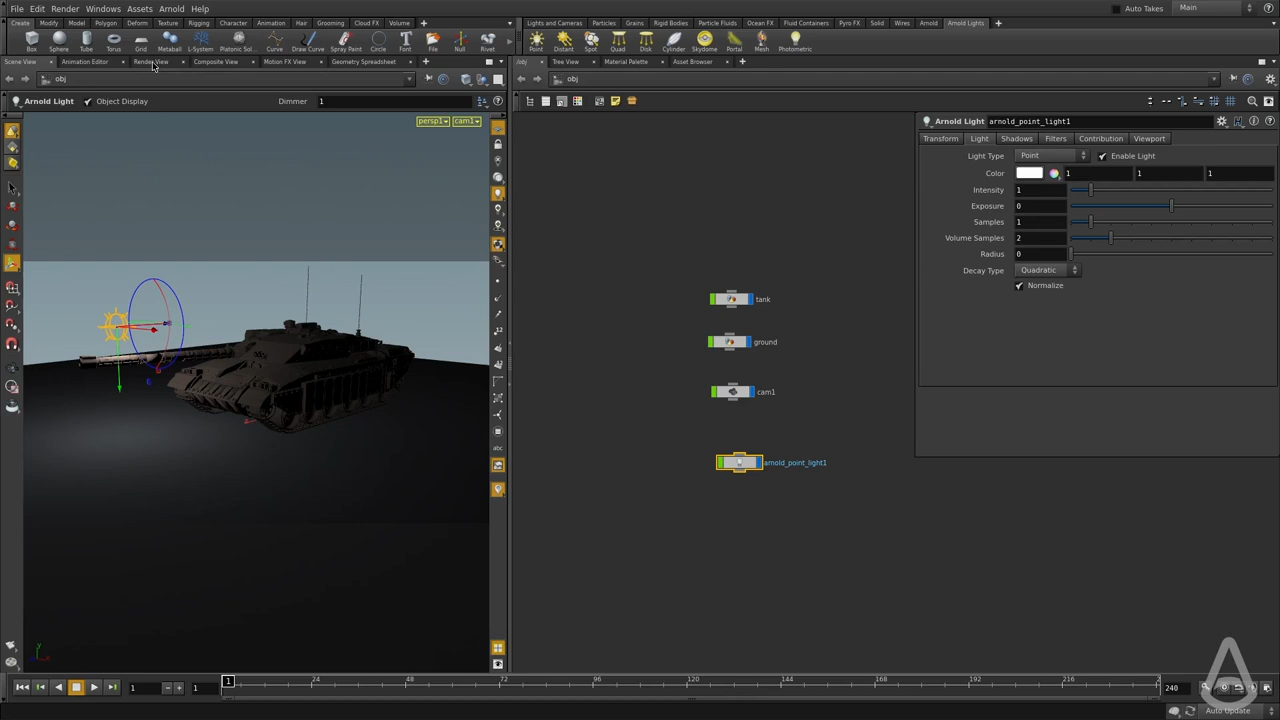 File Edit Render Windows Assets Arnold Help Auto Takes Main
Create Modify Model Polygon Deform Texture Rigging Character Animation Hair Grooming Cloud FX Volume Lights and Cameras Particles Grains Rigid Bodies Particle Fluids Ocean FX Fluid Containers Pyro FX Solid Wires Arnold Arnold Lights
Box Sphere Tube Torus Grid Metaball L-System Platonic Sol... Curve Draw Curve Spray Paint Circle Font File Null Rivet Point Distant Spot Quad Disk Cylinder Skydome Portal Mesh Photometric
Scene View Animation Editor Render View Composite View Motion FX View Geometry Spreadsheet /obj Tree View Material Palette Asset Browser
obj obj
Arnold Light Object Display Dimmer 1
persp1 cam1
Arnold Light arnold_point_light1
Transform Light Shadows Filters Contribution Viewport
Light Type Point Enable Light
Color 1 1 1
Intensity 1
Exposure 0
Samples 1
Volume Samples 2
Radius 0
Decay Type Quadratic
Normalize
tank
ground
cam1
arnold_point_light1
abc
1 1 1 24 48 72 96 120 144 168 192 216 240
Auto Update